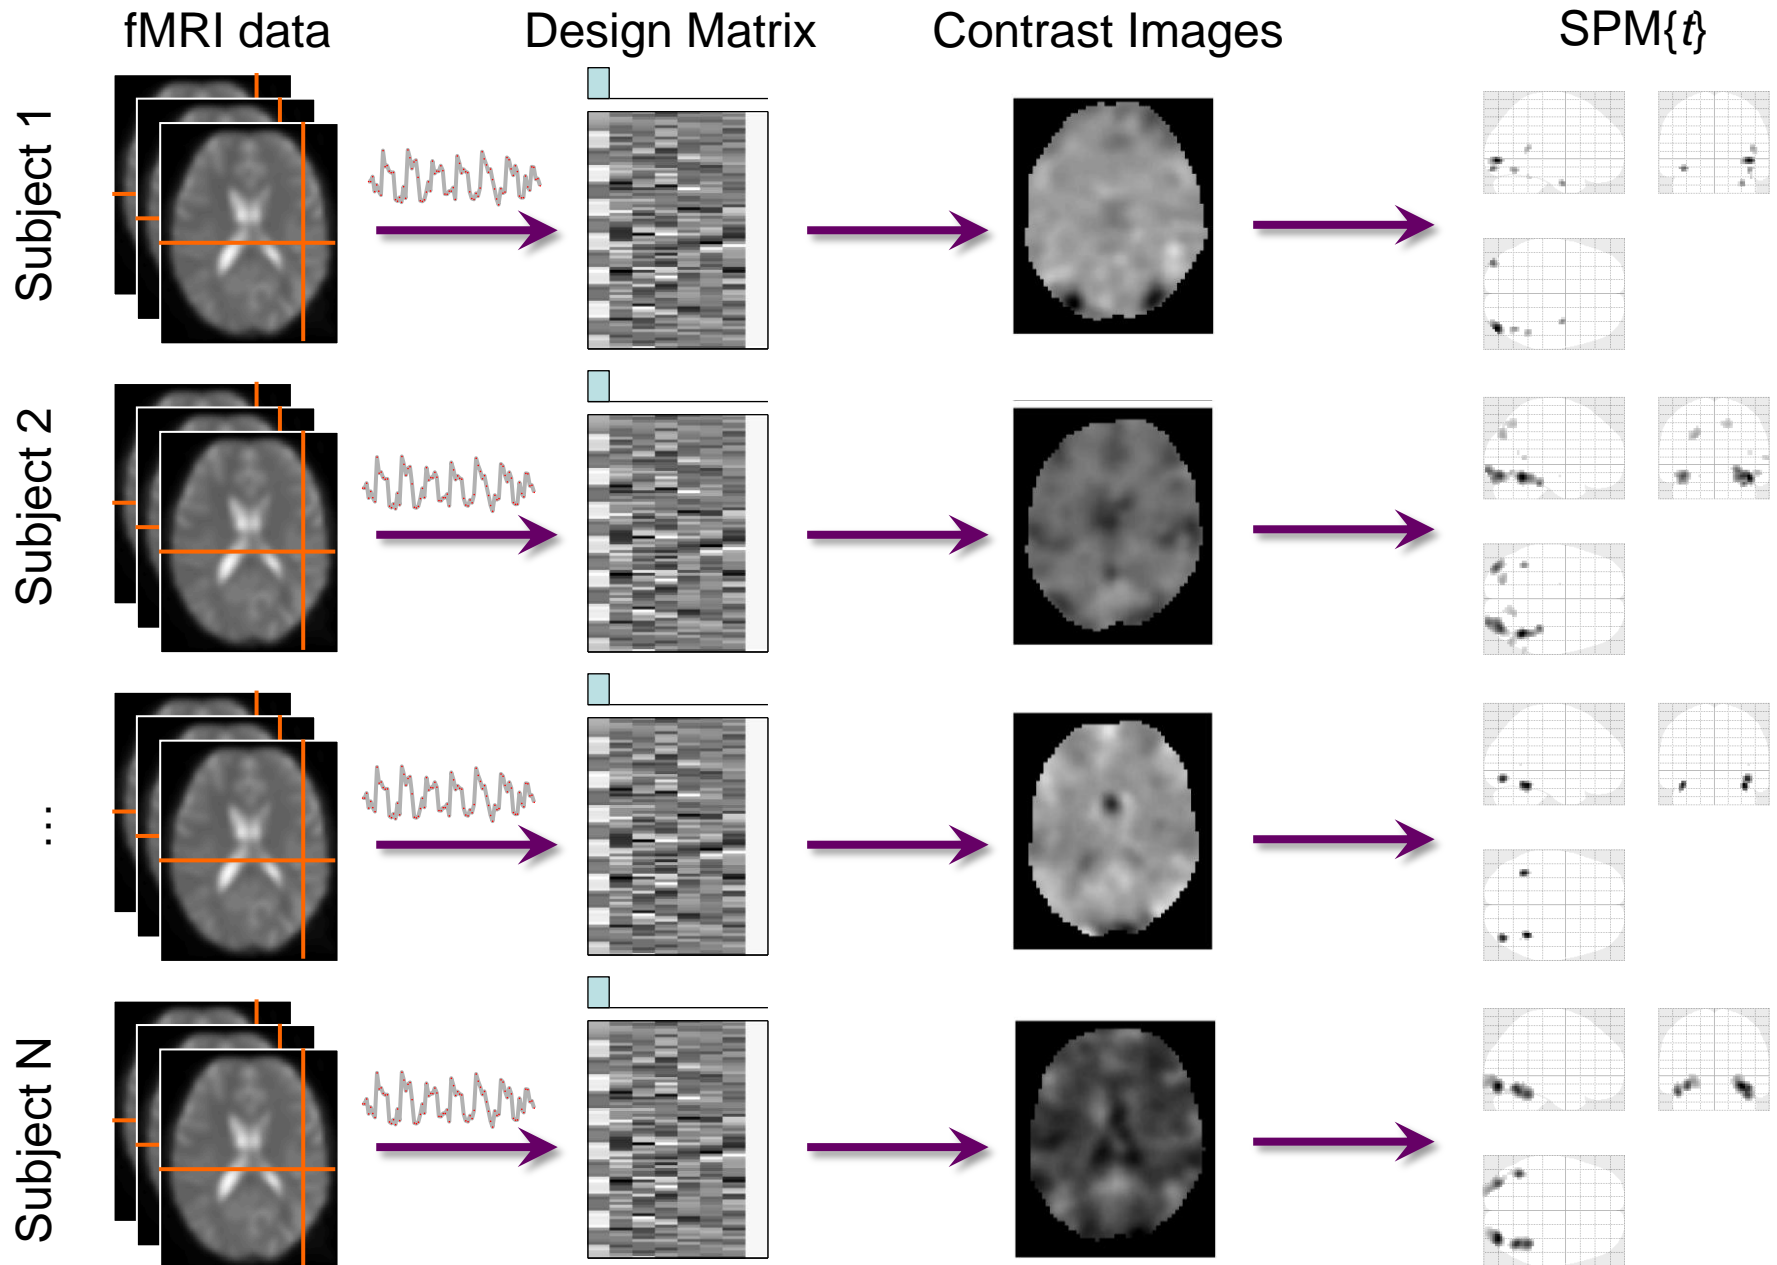 fMRI data
Design Matrix
Contrast Images
SPM{t}
Subject 1
Subject 2
...
Subject N